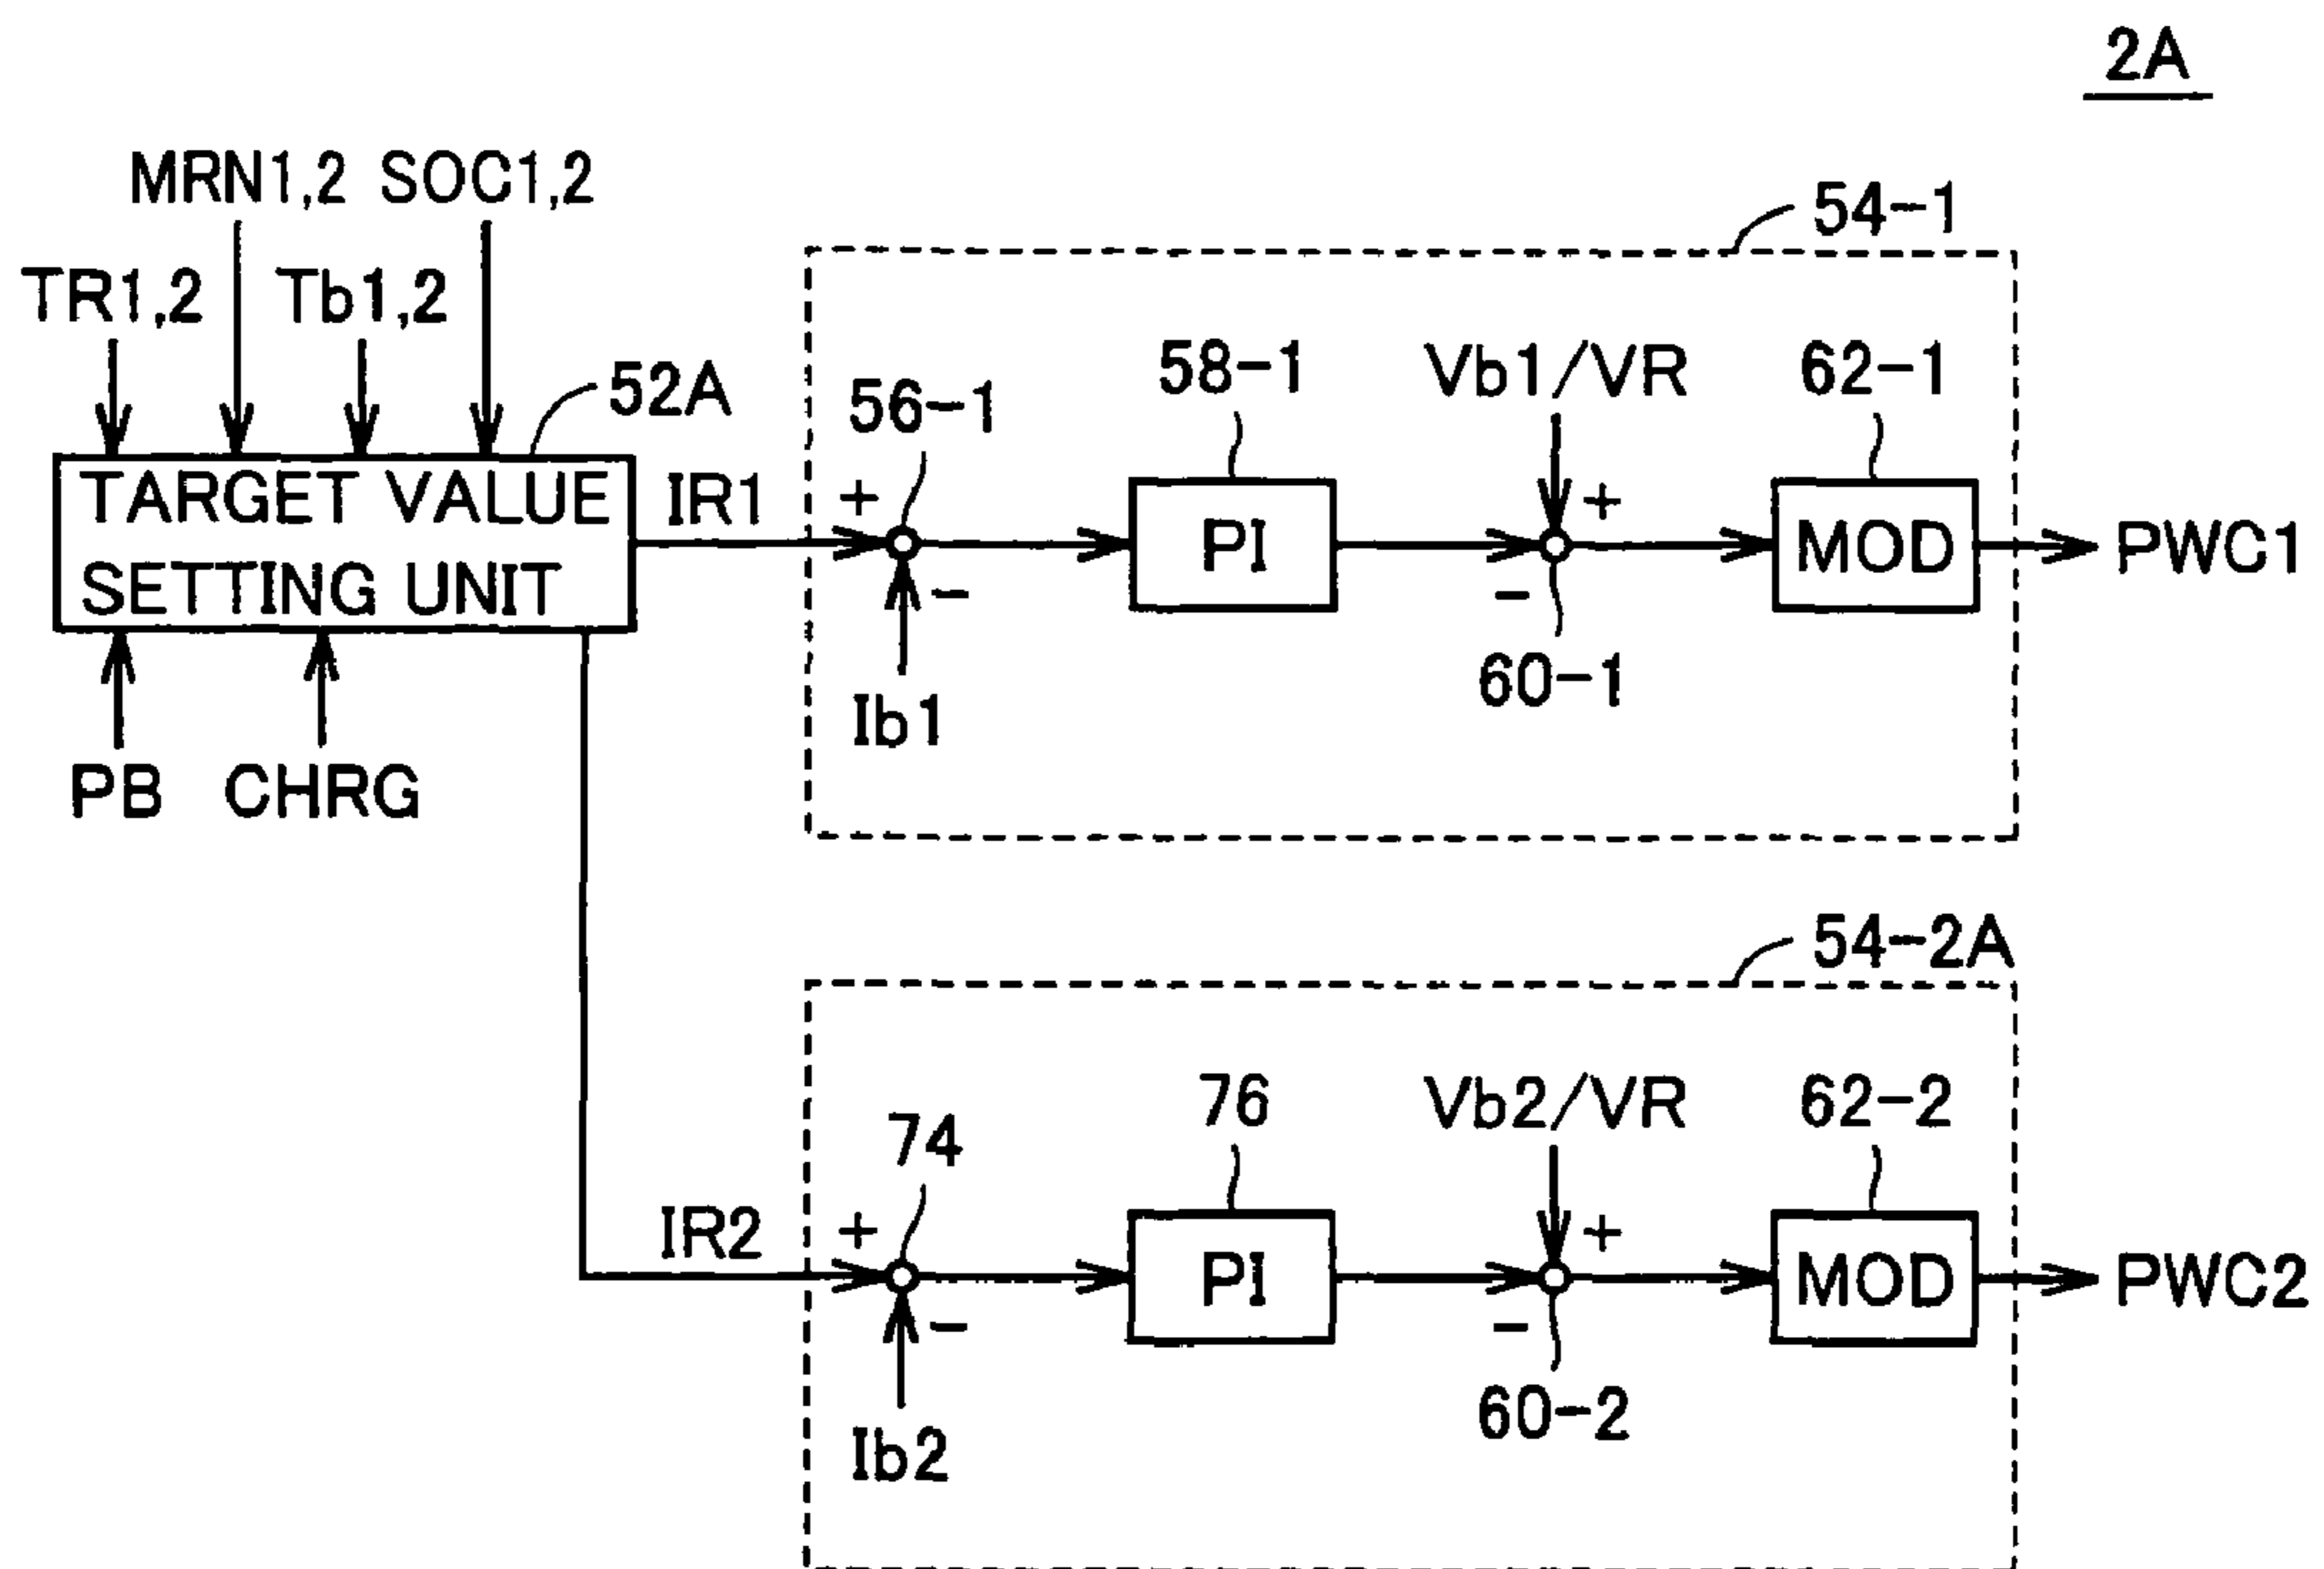 2A
MRN1,2 SOC1,2
TR1,2 Tb1,2
52A
TARGET VALUE
SETTING UNIT
PB CHRG
IR1
54-1
56-1
+
-
Ib1
58-1
PI
Vb1/VR
+
-
60-1
62-1
MOD
PWC1
IR2
54-2A
74
+
-
Ib2
76
PI
Vb2/VR
+
-
60-2
62-2
MOD
PWC2